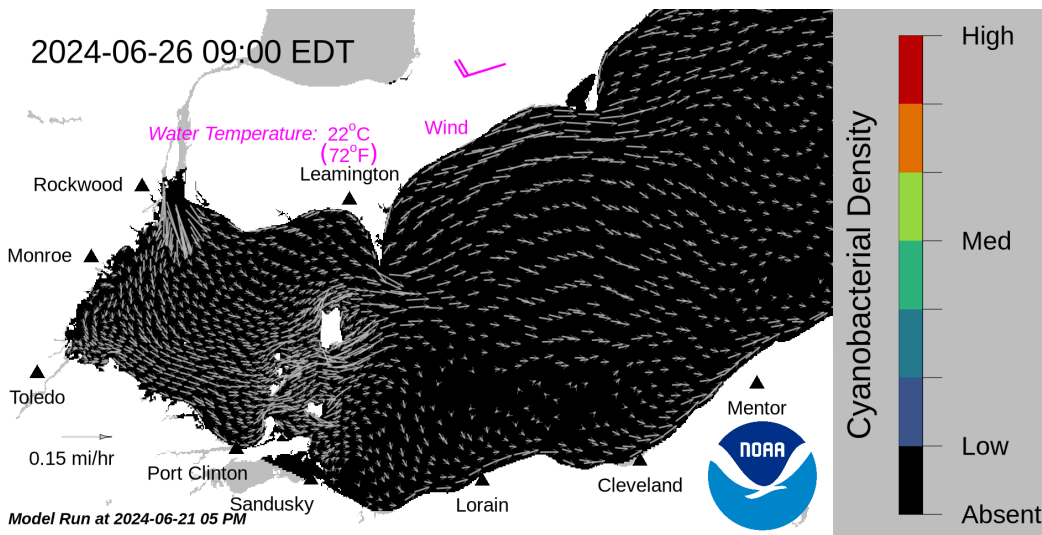 2024-06-26 09:00 EDT
Water Temperature: 22°C
(72°F)
Wind
Leamington
Rockwood
Monroe
Toledo
0.15 mi/hr
Port Clinton
Sandusky
Lorain
Cleveland
Mentor
NOAA
Model Run at 2024-06-21 05 PM
Cyanobacterial Density
High
Med
Low
Absent